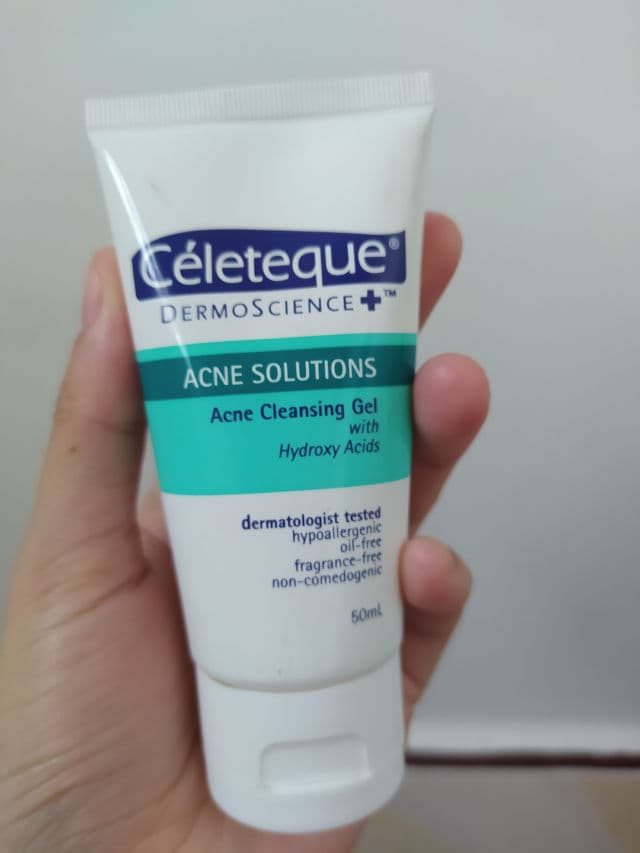 Céleteque®
DERMOSCIENCE ✚™
ACNE SOLUTIONS
Acne Cleansing Gel
with
Hydroxy Acids
dermatologist tested
hypoallergenic
oil-free
fragrance-free
non-comedogenic
50mL